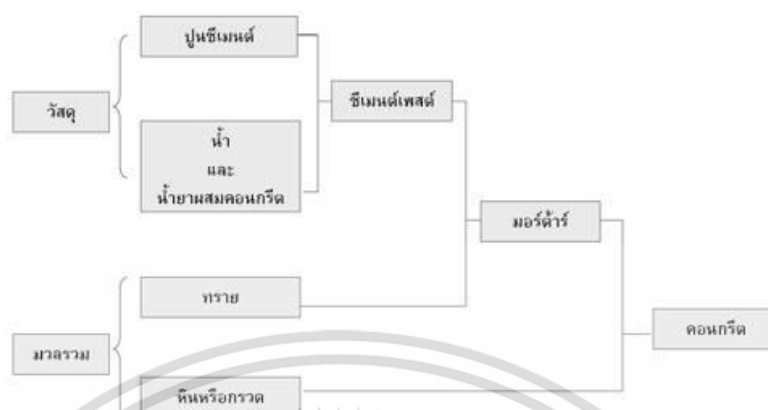 ปูนซีเมนต์
วัสดุ
ซีเมนต์เพสต์
น้ำ
และ
น้ำยาผสมคอนกรีต
มอร์ต้าร์
ทราย
คอนกรีต
มวลรวม
หินหรือกรวด